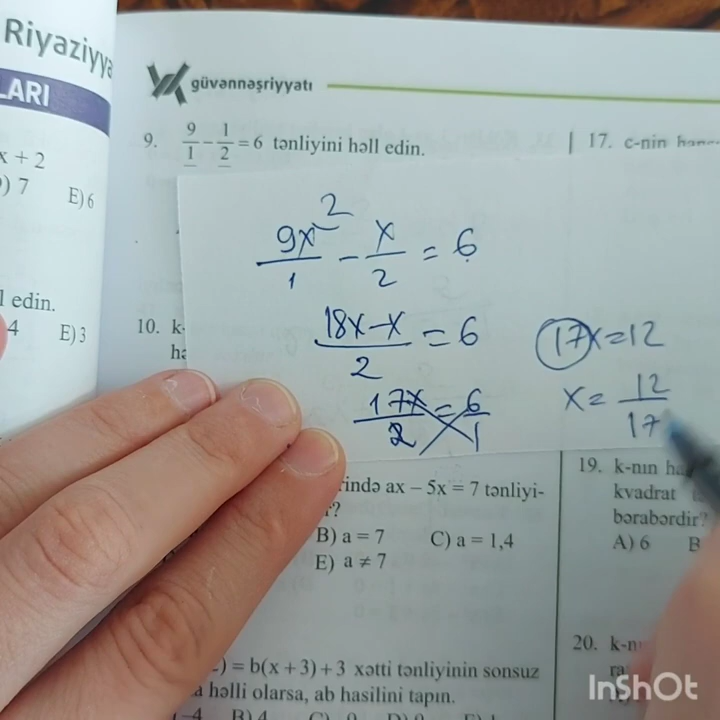 Riyaziyya
LARI
x + 2
) 7 E) 6
l edin.
4 E) 3
güvənnəşriyyatı
9. 9/1 − 1/2 = 6 tənliyini həll edin.
9x/1 ² − x/2 = 6
18x−x/2 = 6
17x/2 = 6/1
17x=12
x = 12/17
10. k-
hə
rində ax − 5x = 7 tənliyi-
r?
B) a = 7 C) a = 1,4
E) a ≠ 7
) = b(x + 3) + 3 xətti tənliyinin sonsuz
a həlli olarsa, ab hasilini tapın.
17. c-nin
19. k-nın
kvadrat
bərabərdir?
A) 6 B
20. k-n
InShOt